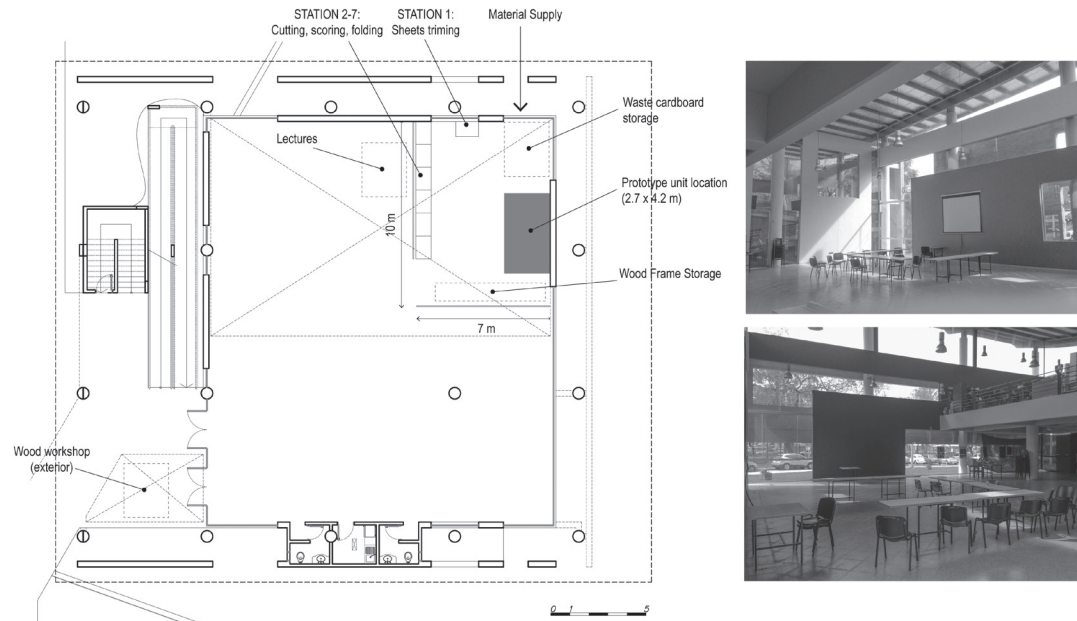 STATION 2-7:
Cutting, scoring, folding
STATION 1:
Sheets triming
Material Supply
Waste cardboard
storage
Lectures
Prototype unit location
(2.7 x 4.2 m)
10 m
Wood Frame Storage
7 m
Wood workshop
(exterior)
0 1 5